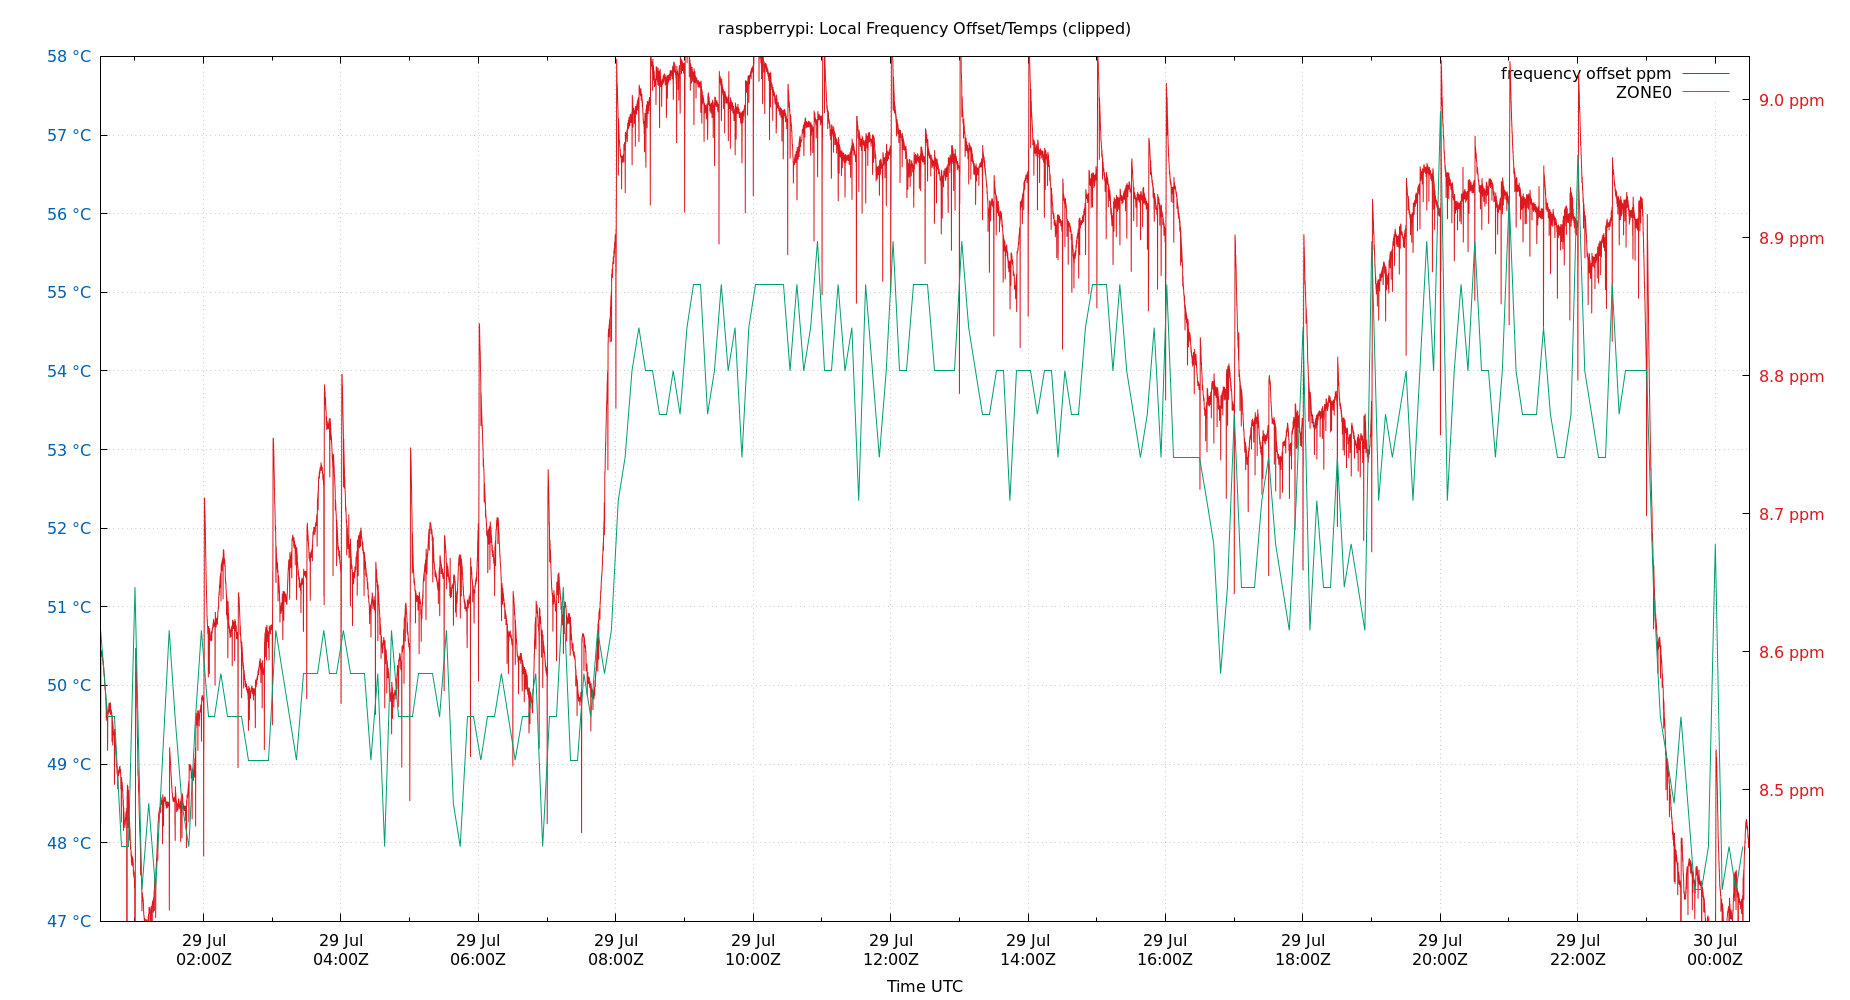 raspberrypi: Local Frequency Offset/Temps (clipped)
frequency offset ppm
ZONE0
58 °C
57 °C
56 °C
55 °C
54 °C
53 °C
52 °C
51 °C
50 °C
49 °C
48 °C
47 °C
9.0 ppm
8.9 ppm
8.8 ppm
8.7 ppm
8.6 ppm
8.5 ppm
29 Jul
02:00Z
29 Jul
04:00Z
29 Jul
06:00Z
29 Jul
08:00Z
29 Jul
10:00Z
29 Jul
12:00Z
29 Jul
14:00Z
29 Jul
16:00Z
29 Jul
18:00Z
29 Jul
20:00Z
29 Jul
22:00Z
30 Jul
00:00Z
Time UTC